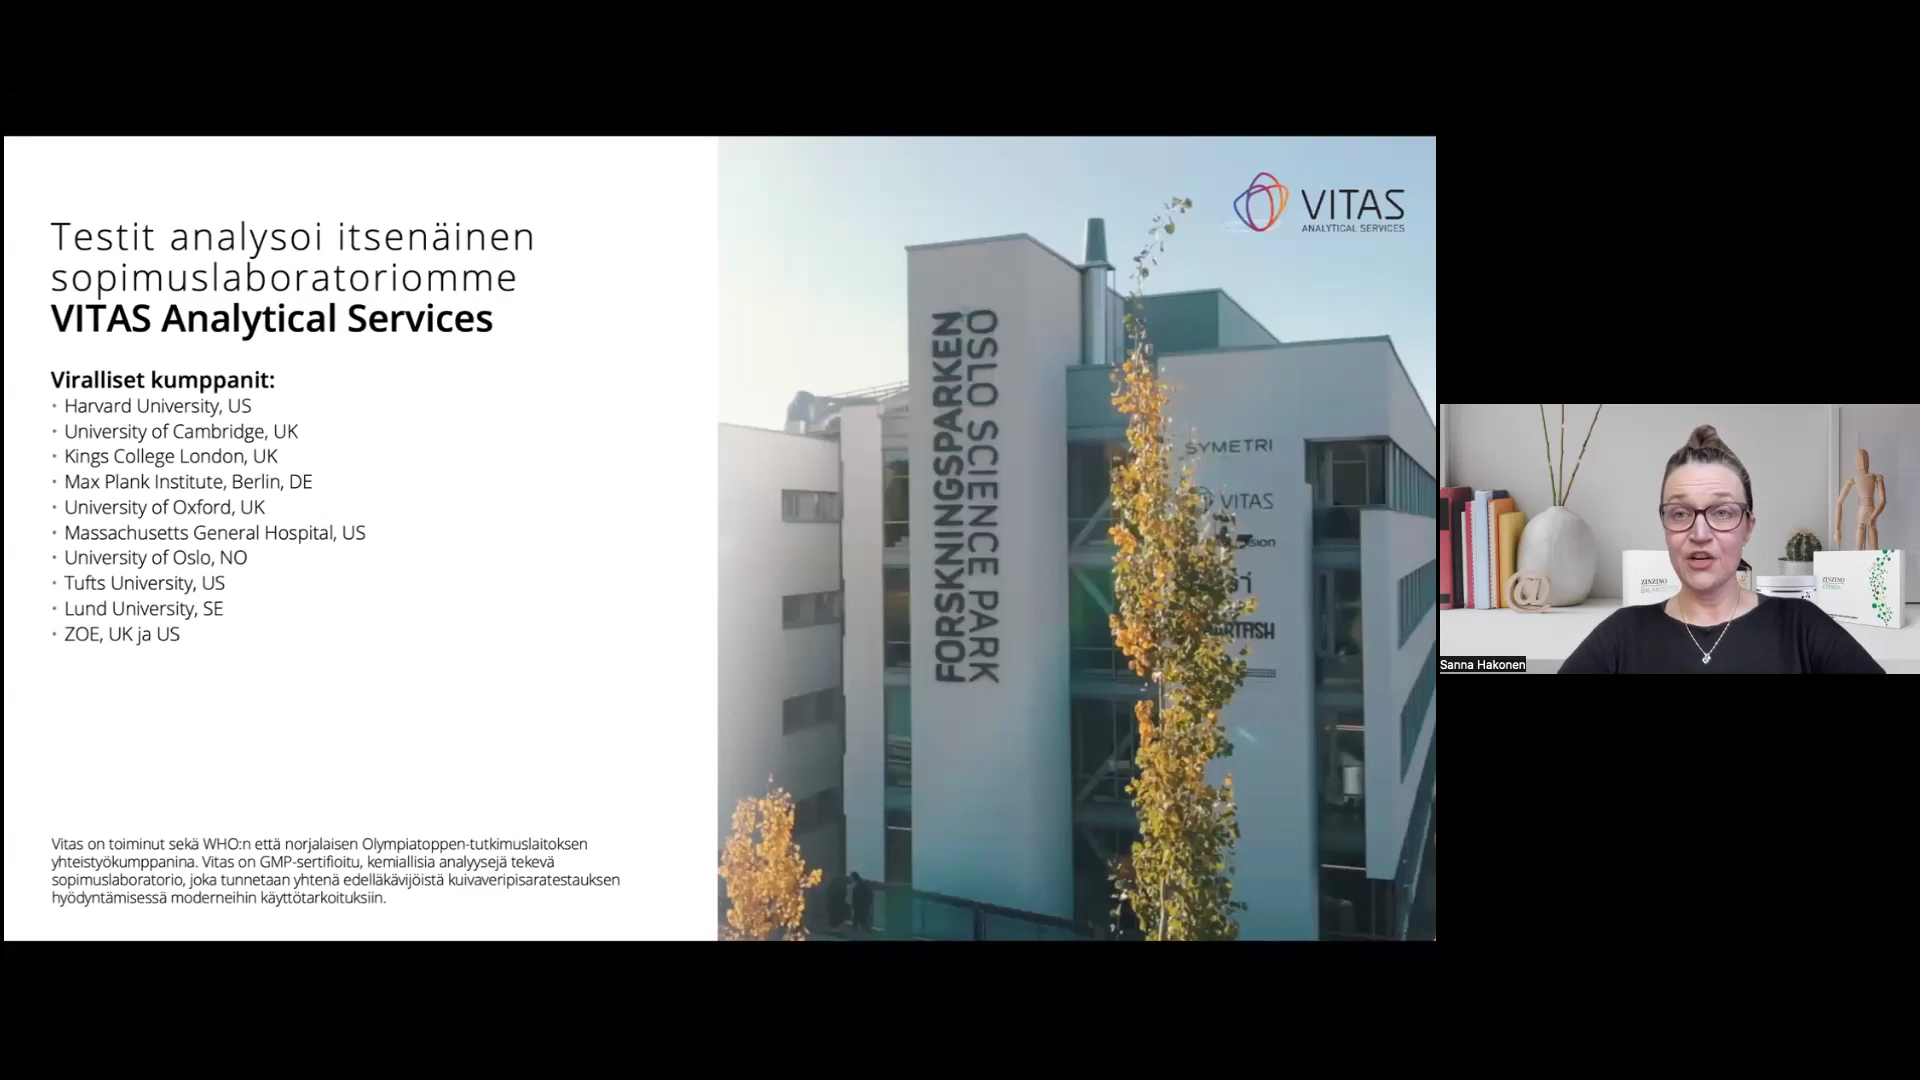 Testit analysoi itsenäinen
sopimuslaboratoriomme
VITAS Analytical Services
Viralliset kumppanit:
· Harvard University, US
· University of Cambridge, UK
· Kings College London, UK
· Max Plank Institute, Berlin, DE
· University of Oxford, UK
· Massachusetts General Hospital, US
· University of Oslo, NO
· Tufts University, US
· Lund University, SE
· ZOE, UK ja US
Vitas on toiminut sekä WHO:n että norjalaisen Olympiatoppen-tutkimuslaitoksen
yhteistyökumppanina. Vitas on GMP-sertifioitu, kemiallisia analyysejä tekevä
sopimuslaboratorio, joka tunnetaan yhtenä edelläkävijöistä kuivaveripisaratestauksen
hyödyntämisessä moderneihin käyttötarkoituksiin.
VITAS
ANALYTICAL SERVICES
FORSKNINGSPARKEN
OSLO SCIENCE PARK
SYMETRI
VITAS
ZINZINO
ZINZINO
Sanna Hakonen